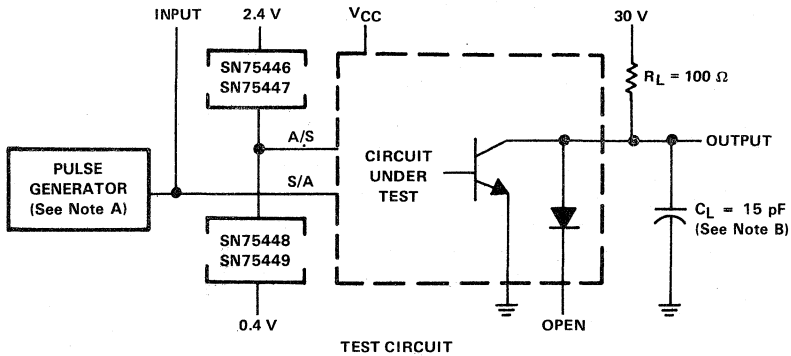 INPUT
2.4 V
VCC
30 V
SN75446
SN75447
RL = 100 Ω
A/S
OUTPUT
CIRCUIT
UNDER
TEST
PULSE
GENERATOR
(See Note A)
S/A
CL = 15 pF
(See Note B)
SN75448
SN75449
0.4 V
OPEN
TEST CIRCUIT